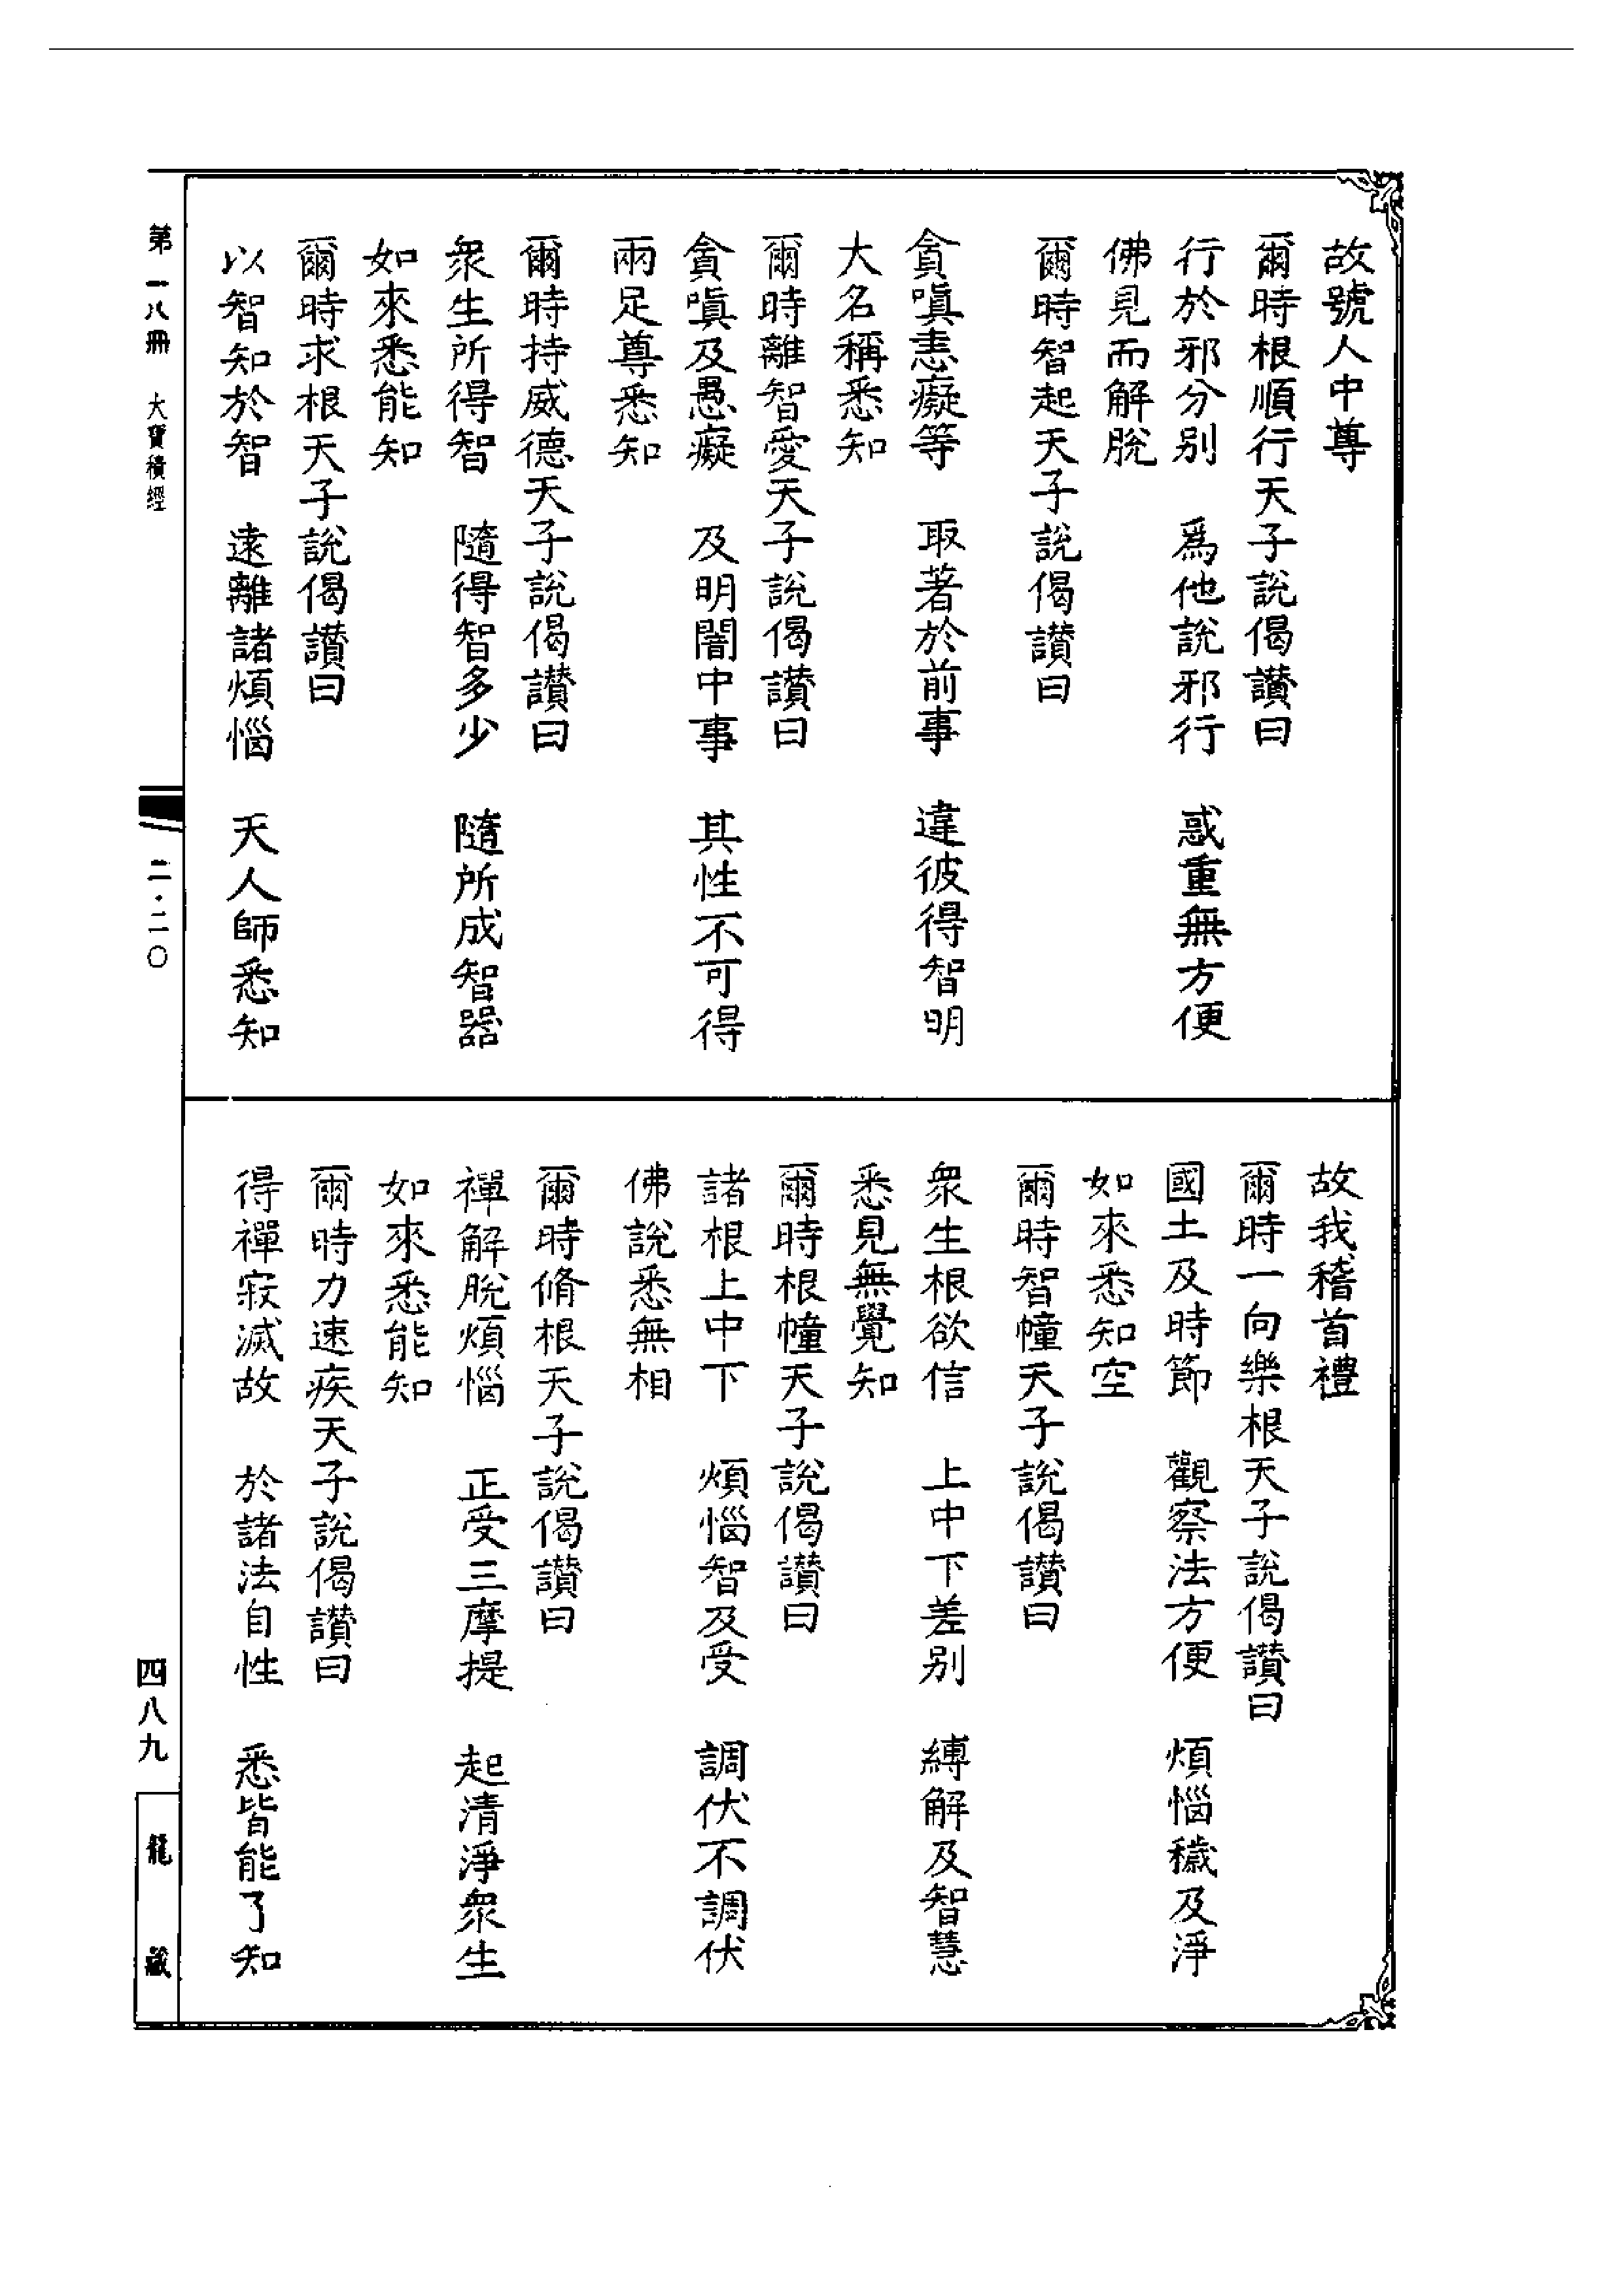 故號人中尊
爾時根順行天子說偈讚曰
行於邪分別　爲他說邪行　惑重無方便
佛見而解脫
爾時智起天子說偈讚曰
貪嗔恚癡等　取著於前事　違彼得智明
大名稱悉知
爾時離智愛天子說偈讚曰
貪嗔及愚癡　及明闇中事　其性不可得
兩足尊悉知
爾時持威德天子說偈讚曰
衆生所得智　隨得智多少　隨所成智器
如來悉能知
爾時求根天子說偈讚曰
以智知於智　遠離諸煩惱　天人師悉知
故我稽首禮
爾時一向樂根天子說偈讚曰
國土及時節　觀察法方便　煩惱穢及淨
如來悉知空
爾時智幢天子說偈讚曰
衆生根欲信　上中下差別　縛解及智慧
悉見無覺知
爾時根幢天子說偈讚曰
諸根上中下　煩惱智及受　調伏不調伏
佛說悉無相
爾時脩根天子說偈讚曰
禪解脫煩惱　正受三摩提　起清淨衆生
如來悉能知
爾時力速疾天子說偈讚曰
得禪寂滅故　於諸法自性　悉皆能了知
第一八冊　大寶積經
二·二〇
四八九
龍藏